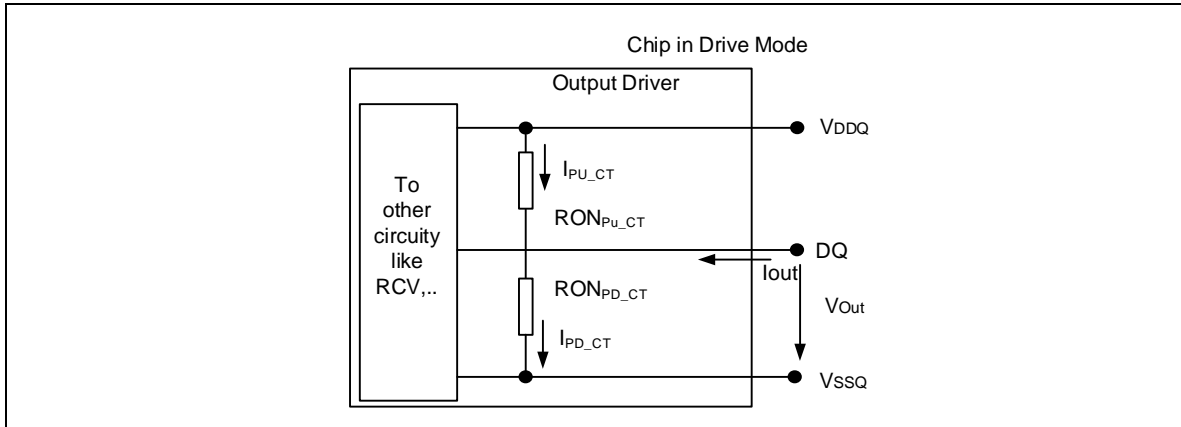 Chip in Drive Mode
Output Driver
VDDQ
IPU_CT
To
other
circuity
like
RCV,..
RONPu_CT
DQ
Iout
RONPD_CT
VOut
IPD_CT
VSSQ